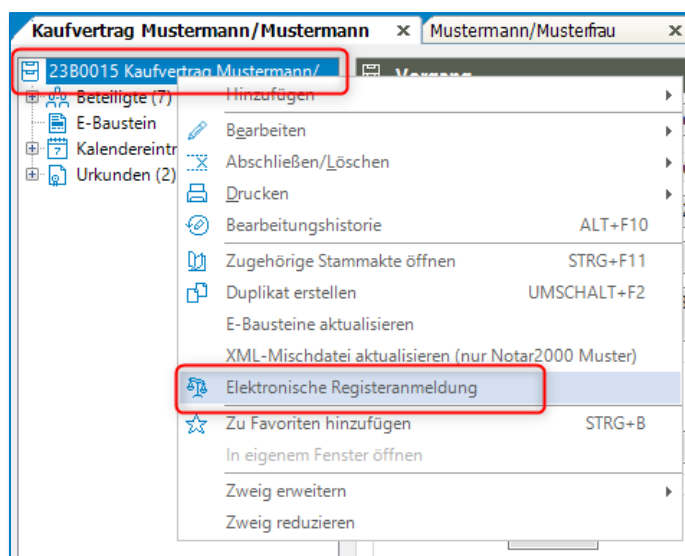 Kaufvertrag Mustermann/Mustermann x Mustermann/Musterfrau x
23B0015 Kaufvertrag Mustermann/
Vorgang
Beteiligte (7)
Hinzufügen
E-Baustein
Bearbeiten
Kalendereintr
Abschließen/Löschen
Urkunden (2)
Drucken
Bearbeitungshistorie ALT+F10
Zugehörige Stammakte öffnen STRG+F11
Duplikat erstellen UMSCHALT+F2
E-Bausteine aktualisieren
XML-Mischdatei aktualisieren (nur Notar2000 Muster)
Elektronische Registeranmeldung
Zu Favoriten hinzufügen STRG+B
In eigenem Fenster öffnen
Zweig erweitern
Zweig reduzieren